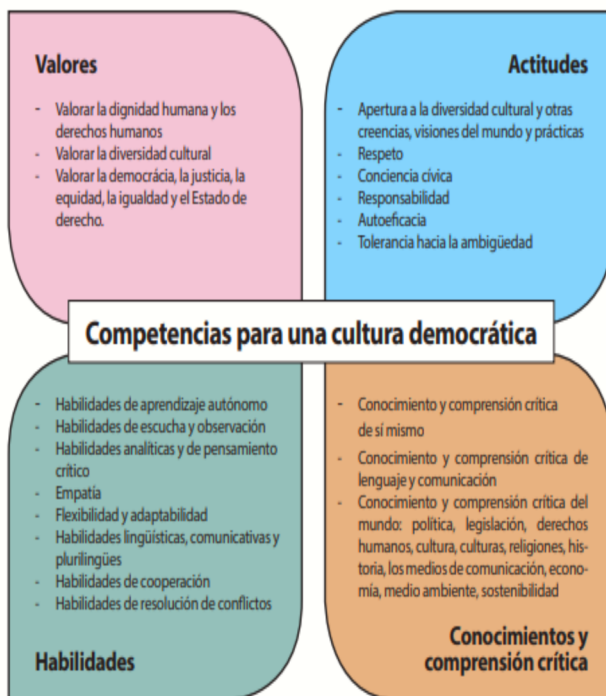 Valores
- Valorar la dignidad humana y los
derechos humanos
- Valorar la diversidad cultural
- Valorar la demócrácia, la justicia, la
equidad, la igualdad y el Estado de
derecho.
Actitudes
- Apertura a la diversidad cultural y otras
creencias, visiones del mundo y prácticas
- Respeto
- Conciencia cívica
- Responsabilidad
- Autoeficacia
- Tolerancia hacia la ambigüedad
Competencias para una cultura democrática
- Habilidades de aprendizaje autónomo
- Habilidades de escucha y observación
- Habilidades analíticas y de pensamiento
crítico
- Empatía
- Flexibilidad y adaptabilidad
- Habilidades lingüísticas, comunicativas y
plurilingües
- Habilidades de cooperación
- Habilidades de resolución de conflictos
Habilidades
- Conocimiento y comprensión crítica
de sí mismo
- Conocimiento y comprensión crítica de
lenguaje y comunicación
- Conocimiento y comprensión crítica del
mundo: política, legislación, derechos
humanos, cultura, culturas, religiones, his-
toria, los medios de comunicación, econo-
mía, medio ambiente, sostenibilidad
Conocimientos y
comprensión crítica